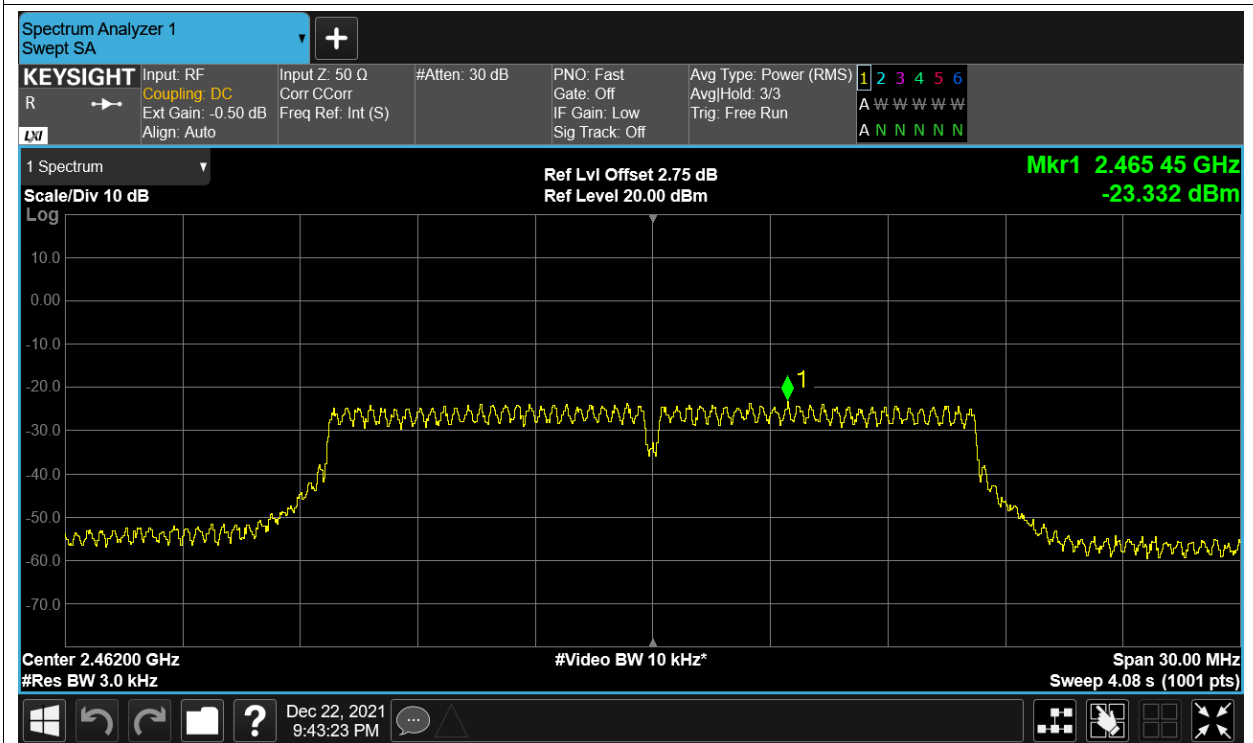 Spectrum Analyzer 1
Swept SA
+
KEYSIGHT Input: RF Input Z: 50 Ω #Atten: 30 dB PNO: Fast Avg Type: Power (RMS) 1 2 3 4 5 6
R Coupling: DC Corr CCorr Gate: Off Avg|Hold: 3/3 A W W W W W
Ext Gain: -0.50 dB Freq Ref: Int (S) IF Gain: Low Trig: Free Run
LXI Align: Auto Sig Track: Off A N N N N N
1 Spectrum
Ref Lvl Offset 2.75 dB
Mkr1 2.465 45 GHz
Scale/Div 10 dB Ref Level 20.00 dBm -23.332 dBm
Log
10.0
0.00
-10.0
-20.0
1
-30.0
-40.0
-50.0
-60.0
-70.0
Center 2.46200 GHz #Video BW 10 kHz* Span 30.00 MHz
#Res BW 3.0 kHz Sweep 4.08 s (1001 pts)
? Dec 22, 2021
9:43:23 PM